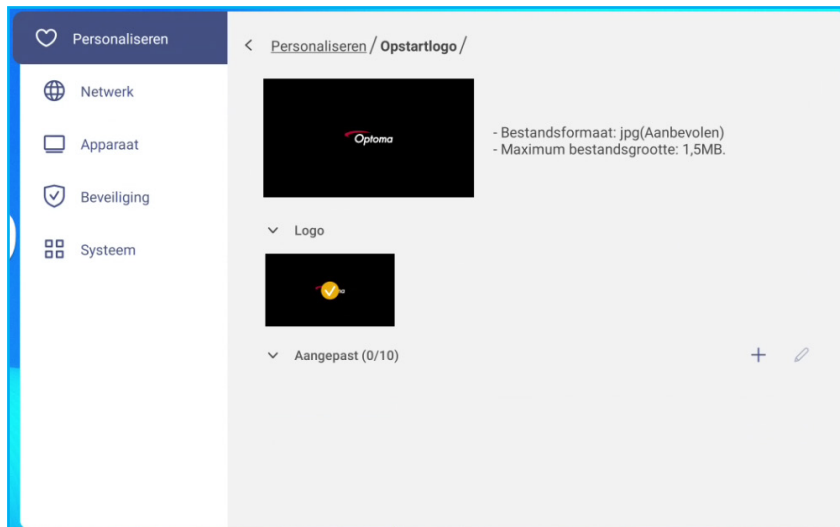 Personaliseren
Netwerk
Apparaat
Beveiliging
Systeem
Personaliseren / Opstartlogo /
Optoma
- Bestandsformaat: jpg(Aanbevolen)
- Maximum bestandsgrootte: 1,5MB.
Logo
Aangepast (0/10)